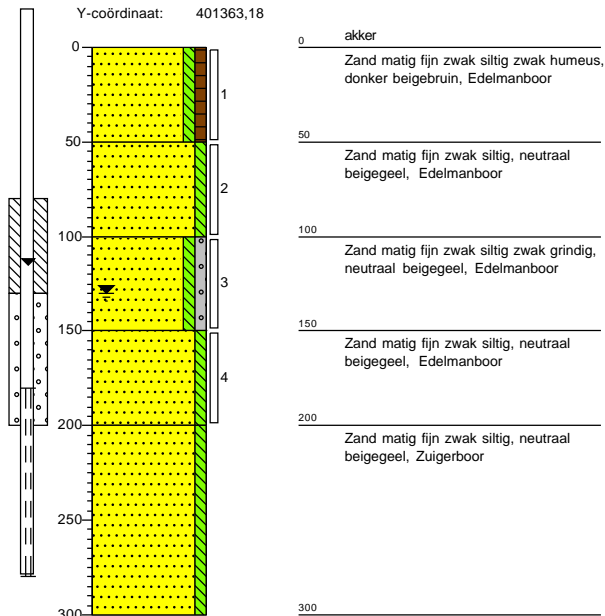 Y-coördinaat: 401363,18
0
50
100
150
200
250
300
1
2
3
4
0 akker
Zand matig fijn zwak siltig zwak humeus,
donker beigebruin, Edelmanboor
50
Zand matig fijn zwak siltig, neutraal
beigegeel, Edelmanboor
100
Zand matig fijn zwak siltig zwak grindig,
neutraal beigegeel, Edelmanboor
150
Zand matig fijn zwak siltig, neutraal
beigegeel, Edelmanboor
200
Zand matig fijn zwak siltig, neutraal
beigegeel, Zuigerboor
300